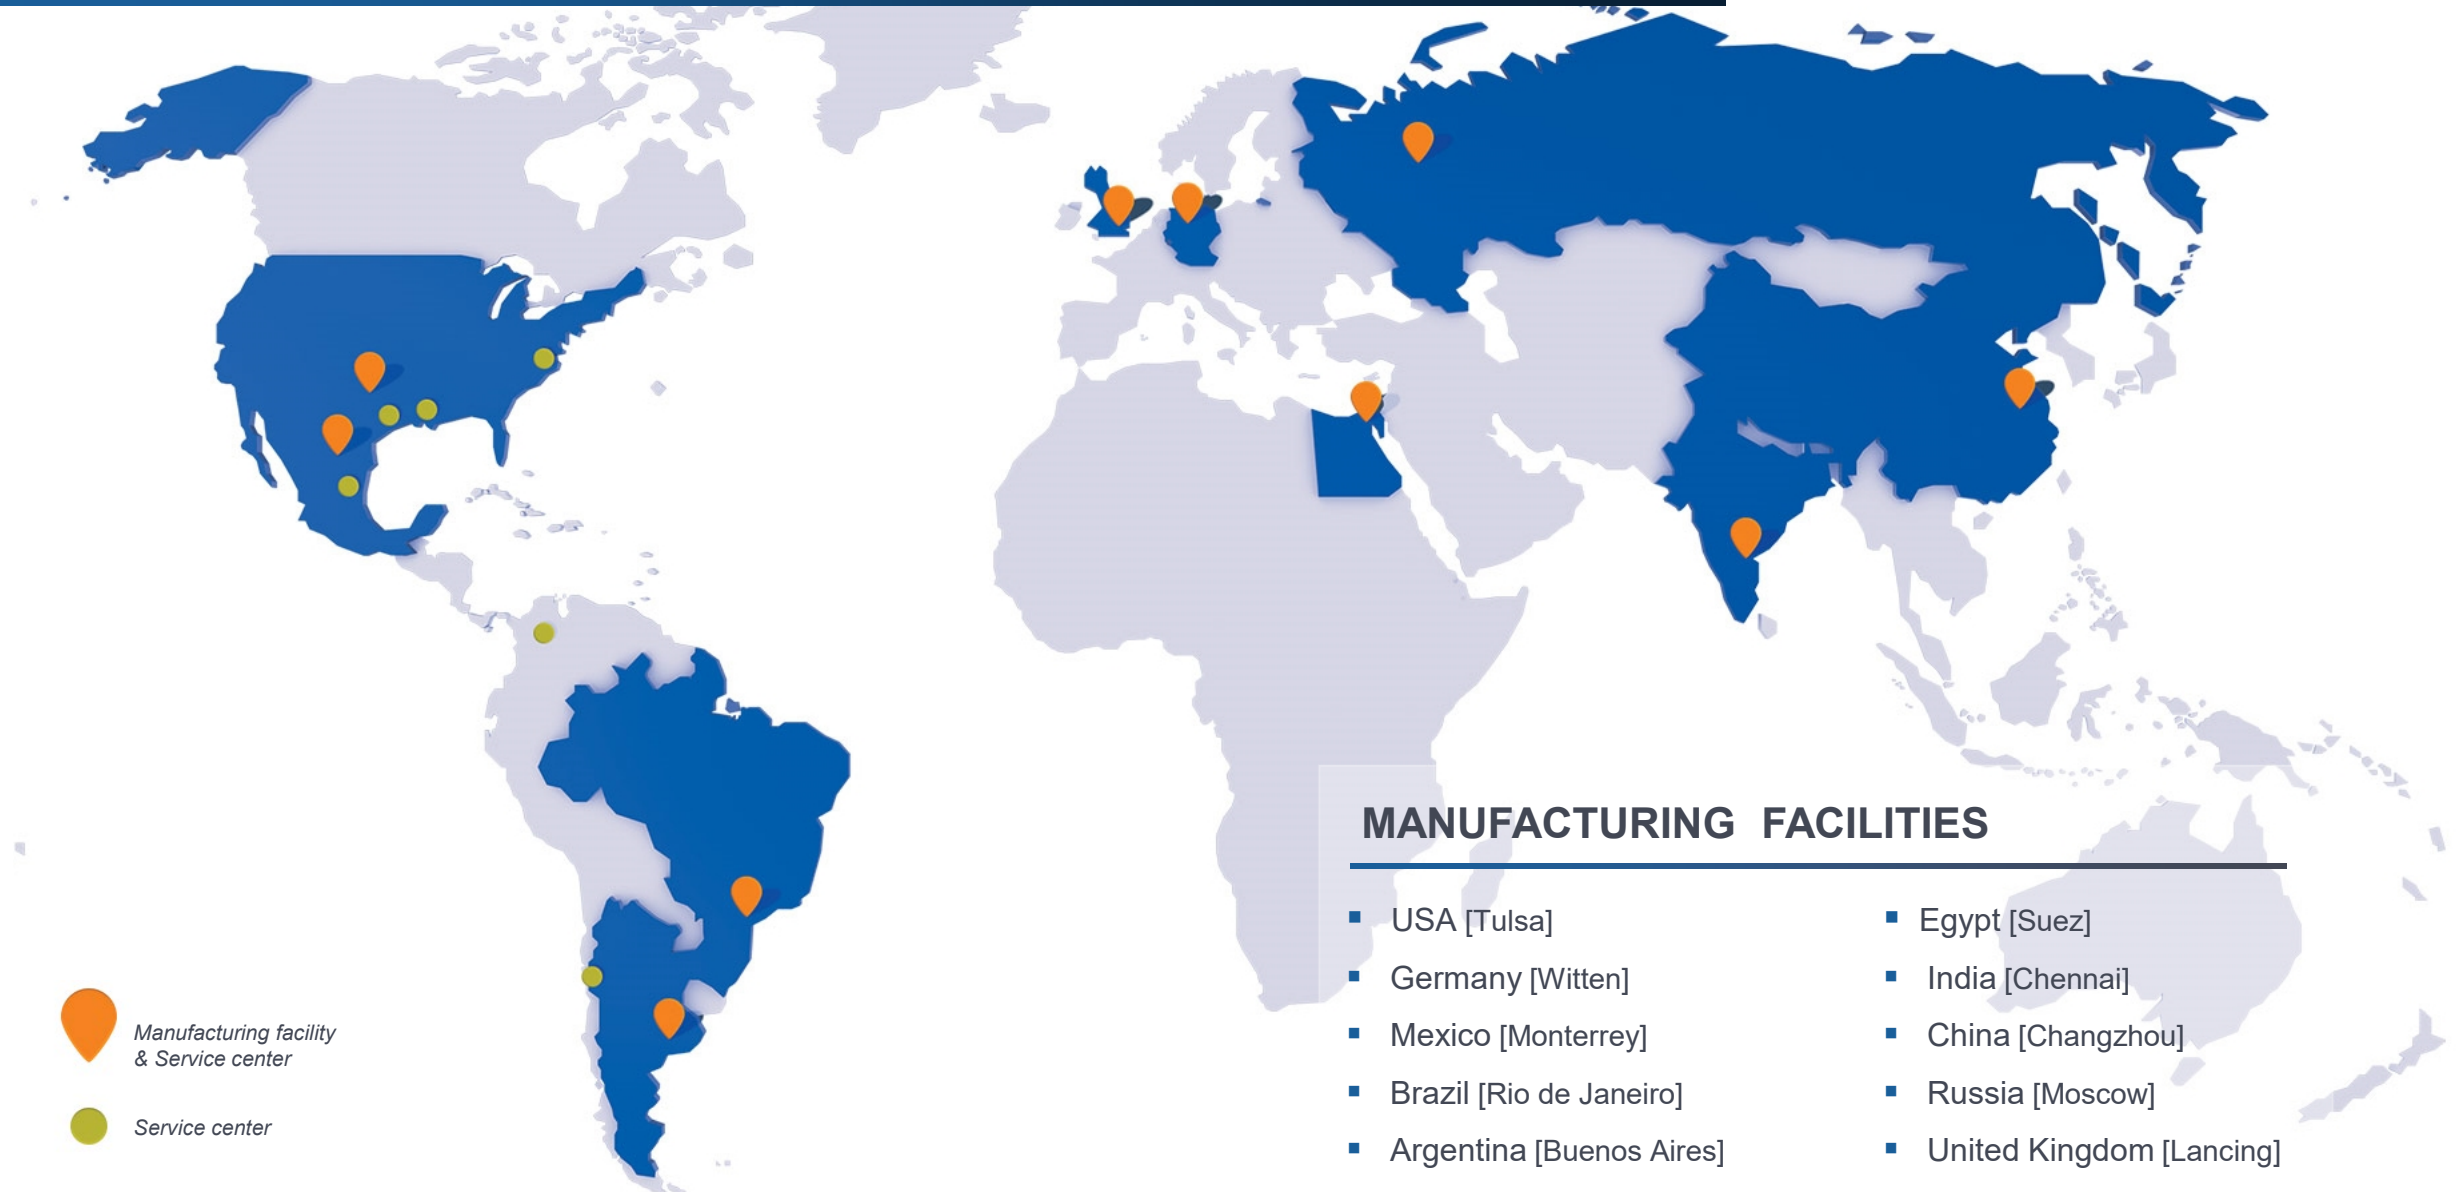 MANUFACTURING FACILITIES
USA [Tulsa]
Germany [Witten]
Mexico [Monterrey]
Brazil [Rio de Janeiro]
Argentina [Buenos Aires]
Egypt [Suez]
India [Chennai]
China [Changzhou]
Russia [Moscow]
United Kingdom [Lancing]
Manufacturing facility
& Service center
Service center